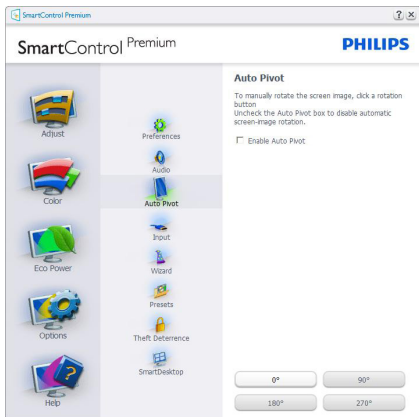 SmartControl Premium
SmartControl Premium
PHILIPS
Adjust
Color
Eco Power
Options
Help
Preferences
Audio
Auto Pivot
Input
Wizard
Presets
Theft Deterrence
SmartDesktop
Auto Pivot
To manually rotate the screen image, click a rotation
button
Uncheck the Auto Pivot box to disable automatic
screen-image rotation.
Enable Auto Pivot
0°
90°
180°
270°